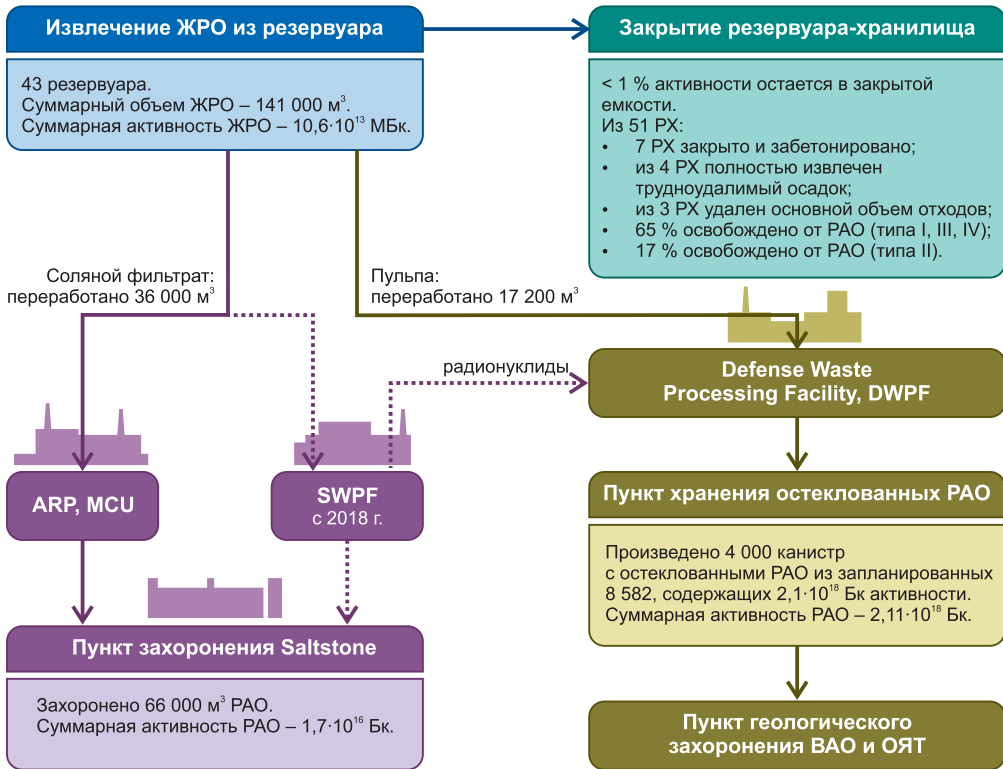 Извлечение ЖРО из резервуара
43 резервуара.
Суммарный объем ЖРО – 141 000 м³.
Суммарная активность ЖРО – 10,6·10¹³ МБк.
Закрытие резервуара-хранилища
< 1 % активности остается в закрытой
емкости.
Из 51 РХ:
• 7 РХ закрыто и забетонировано;
• из 4 РХ полностью извлечен
трудноудалимый осадок;
• из 3 РХ удален основной объем отходов;
• 65 % освобождено от РАО (типа I, III, IV);
• 17 % освобождено от РАО (типа II).
Соляной фильтрат:
переработано 36 000 м³
Пульпа:
переработано 17 200 м³
радионуклиды
Defense Waste
Processing Facility, DWPF
ARP, MCU
SWPF
с 2018 г.
Пункт хранения остеклованных РАО
Произведено 4 000 канистр
с остеклованными РАО из запланированных
8 582, содержащих 2,1·10¹⁸ Бк активности.
Суммарная активность РАО – 2,11·10¹⁸ Бк.
Пункт захоронения Saltstone
Захоронено 66 000 м³ РАО.
Суммарная активность РАО – 1,7·10¹⁶ Бк.
Пункт геологического
захоронения ВАО и ОЯТ